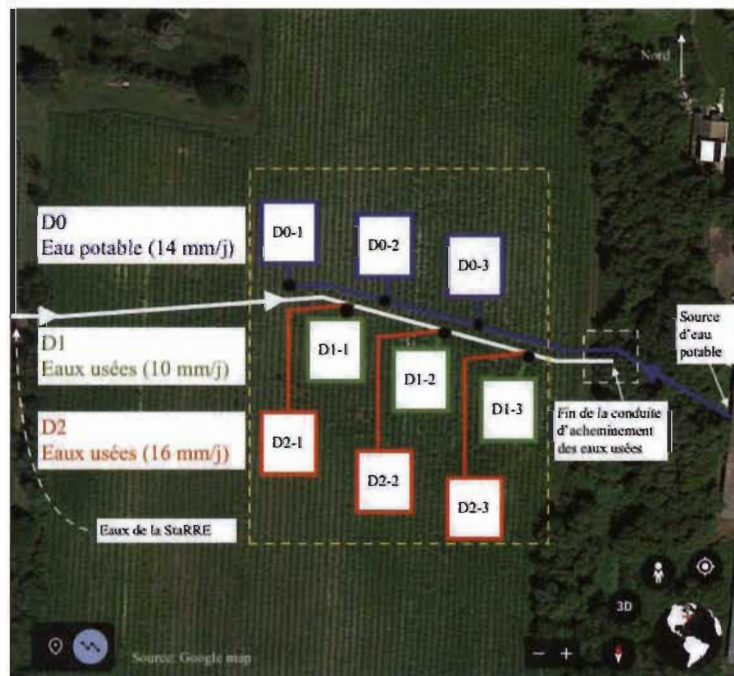 Nord
D0
Eau potable (14 mm/j)
D0-1
D0-2
D0-3
D1
Eaux usées (10 mm/j)
D1-1
D1-2
D1-3
Source
d'eau
potable
D2
Eaux usées (16 mm/j)
D2-1
D2-2
D2-3
Fin de la conduite
d'acheminement
des eaux usées
Eaux de la StaRRE
3D
Source: Google map